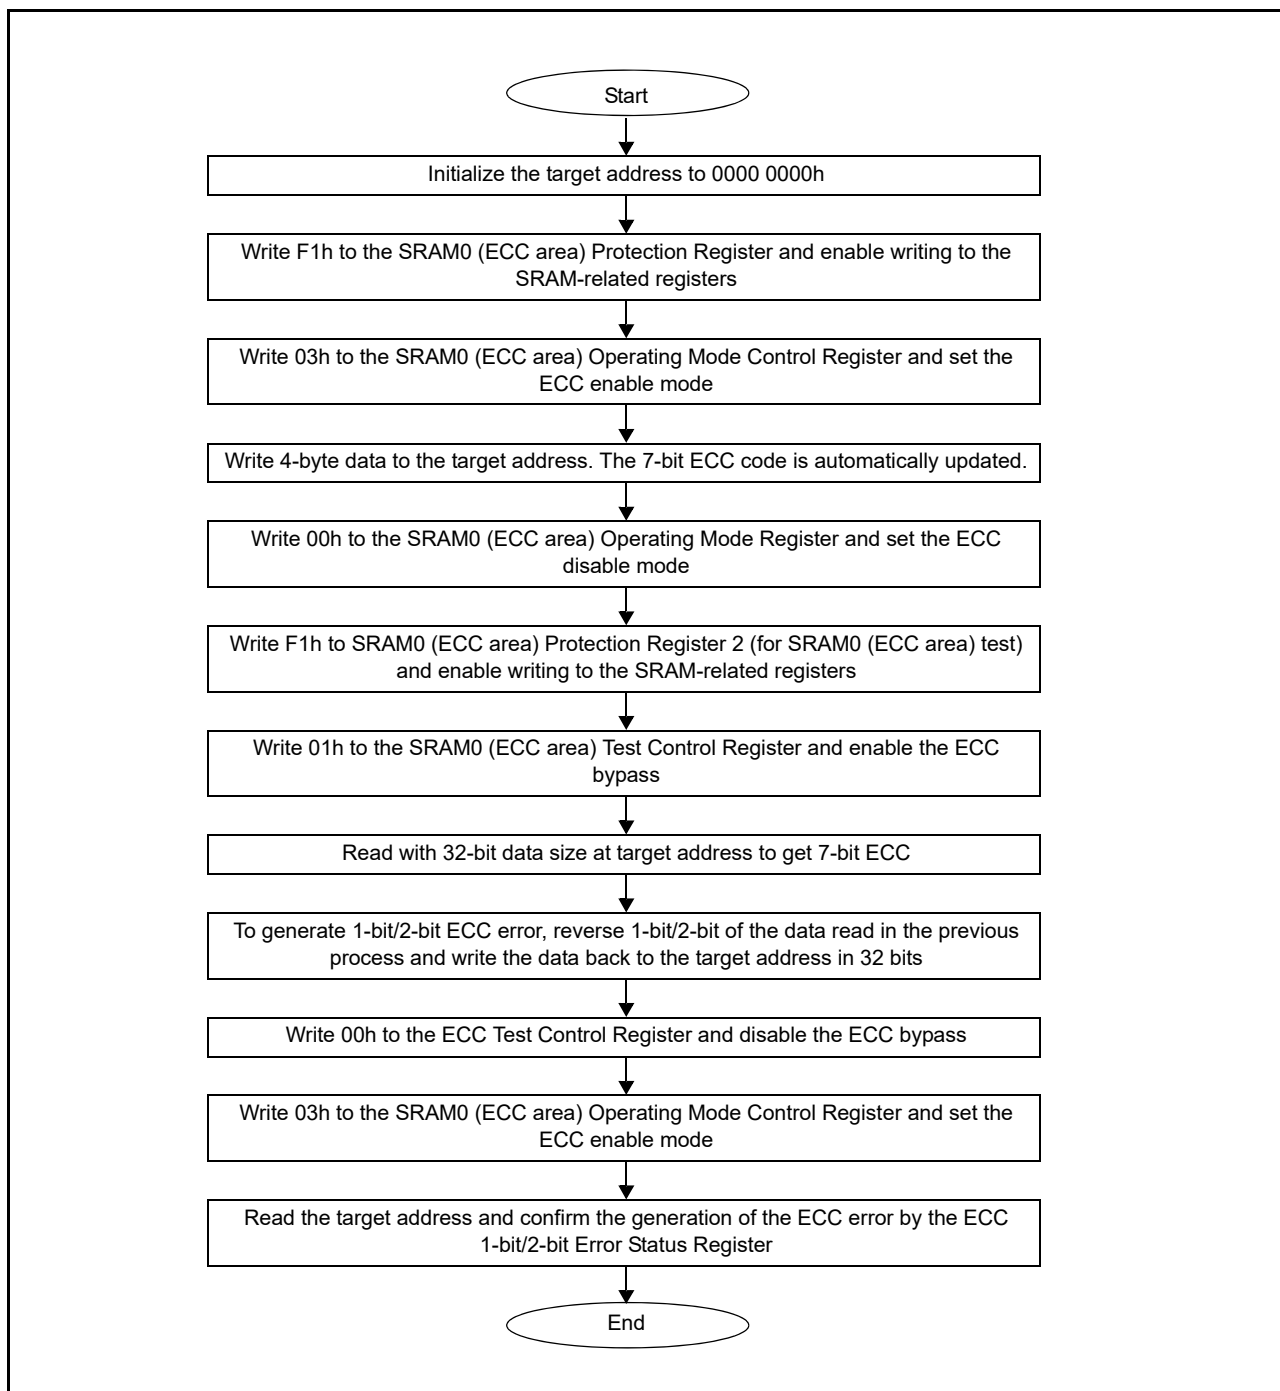 Start
Initialize the target address to 0000 0000h
Write F1h to the SRAM0 (ECC area) Protection Register and enable writing to the
SRAM-related registers
Write 03h to the SRAM0 (ECC area) Operating Mode Control Register and set the
ECC enable mode
Write 4-byte data to the target address. The 7-bit ECC code is automatically updated.
Write 00h to the SRAM0 (ECC area) Operating Mode Register and set the ECC
disable mode
Write F1h to SRAM0 (ECC area) Protection Register 2 (for SRAM0 (ECC area) test)
and enable writing to the SRAM-related registers
Write 01h to the SRAM0 (ECC area) Test Control Register and enable the ECC
bypass
Read with 32-bit data size at target address to get 7-bit ECC
To generate 1-bit/2-bit ECC error, reverse 1-bit/2-bit of the data read in the previous
process and write the data back to the target address in 32 bits
Write 00h to the ECC Test Control Register and disable the ECC bypass
Write 03h to the SRAM0 (ECC area) Operating Mode Control Register and set the
ECC enable mode
Read the target address and confirm the generation of the ECC error by the ECC
1-bit/2-bit Error Status Register
End